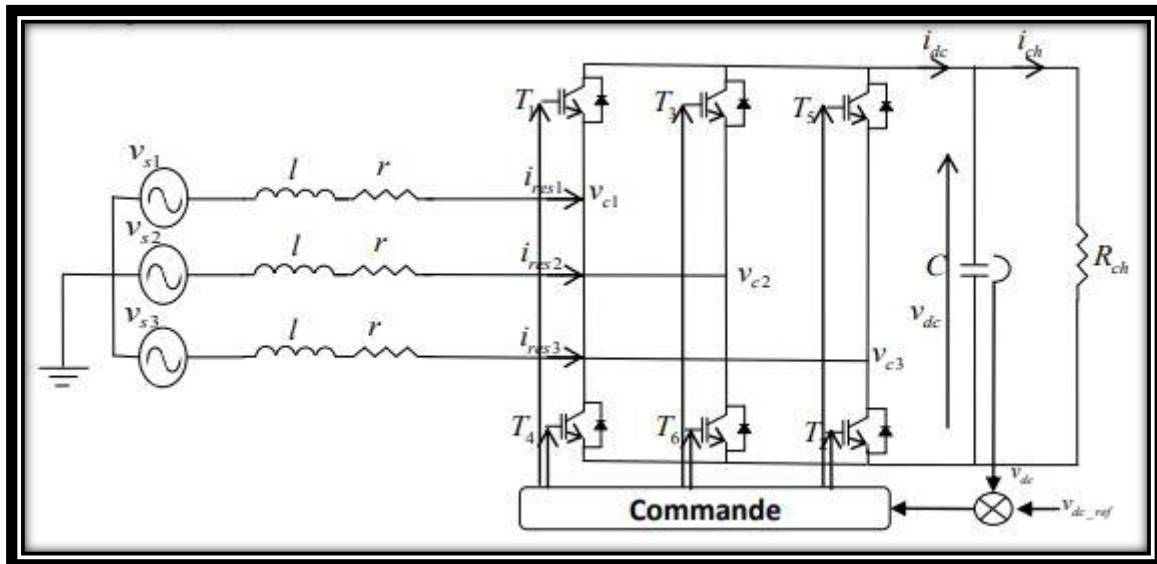 i_dc i_ch
T_1 T_3 T_5
v_s1 l r i_res1 v_c1
v_s2 l r i_res2 v_c2 C R_ch
v_dc
v_s3 l r i_res3 v_c3
T_4 T_6
v_dc
Commande v_dc_ref